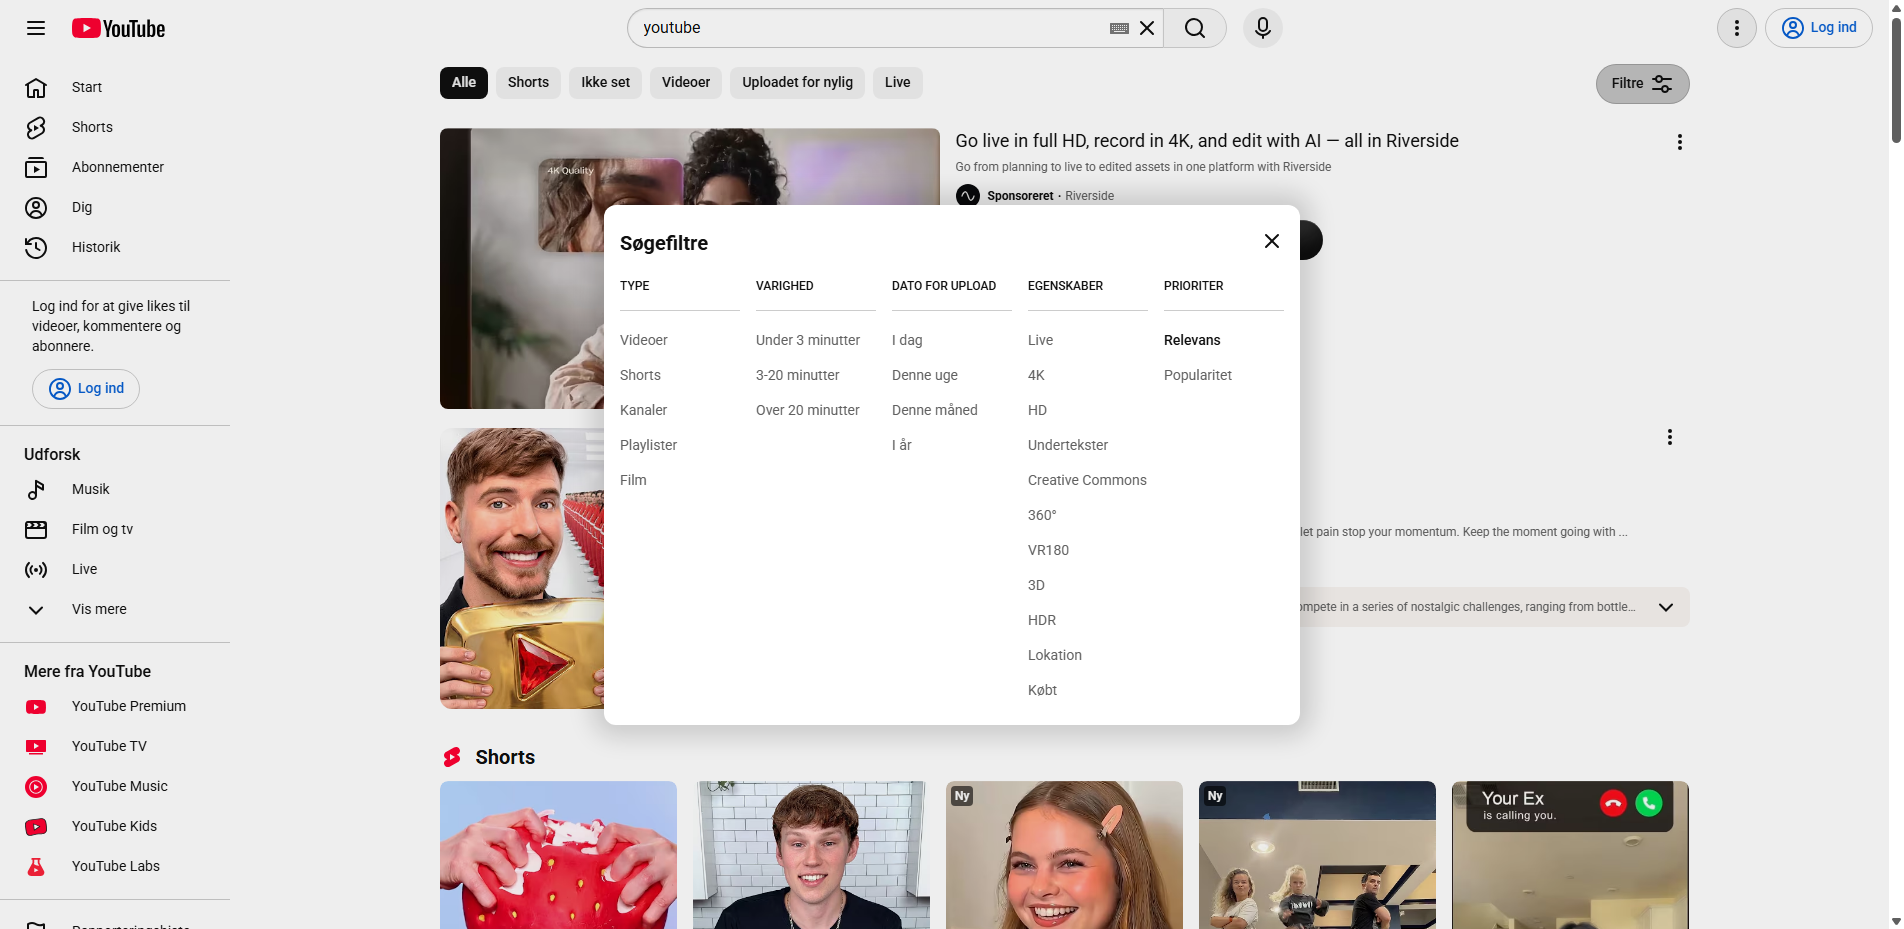 YouTube
youtube
Log ind
Start
Shorts
Abonnementer
Dig
Historik
Log ind for at give likes til
videoer, kommentere og
abonnere.
Log ind
Udforsk
Musik
Film og tv
Live
Vis mere
Mere fra YouTube
YouTube Premium
YouTube TV
YouTube Music
YouTube Kids
YouTube Labs
Alle
Shorts
Ikke set
Videoer
Uploadet for nylig
Live
Filtre
4K Quality
Go live in full HD, record in 4K, and edit with AI — all in Riverside
Go from planning to live to edited assets in one platform with Riverside
Sponsoreret · Riverside
Søgefiltre
TYPE
Videoer
Shorts
Kanaler
Playlister
Film
VARIGHED
Under 3 minutter
3-20 minutter
Over 20 minutter
DATO FOR UPLOAD
I dag
Denne uge
Denne måned
I år
EGENSKABER
Live
4K
HD
Undertekster
Creative Commons
360°
VR180
3D
HDR
Lokation
Købt
PRIORITER
Relevans
Popularitet
let pain stop your momentum. Keep the moment going with ...
in a series of nostalgic challenges, ranging from bottle...
Shorts
Ny
Ny
Your Ex
is calling you.